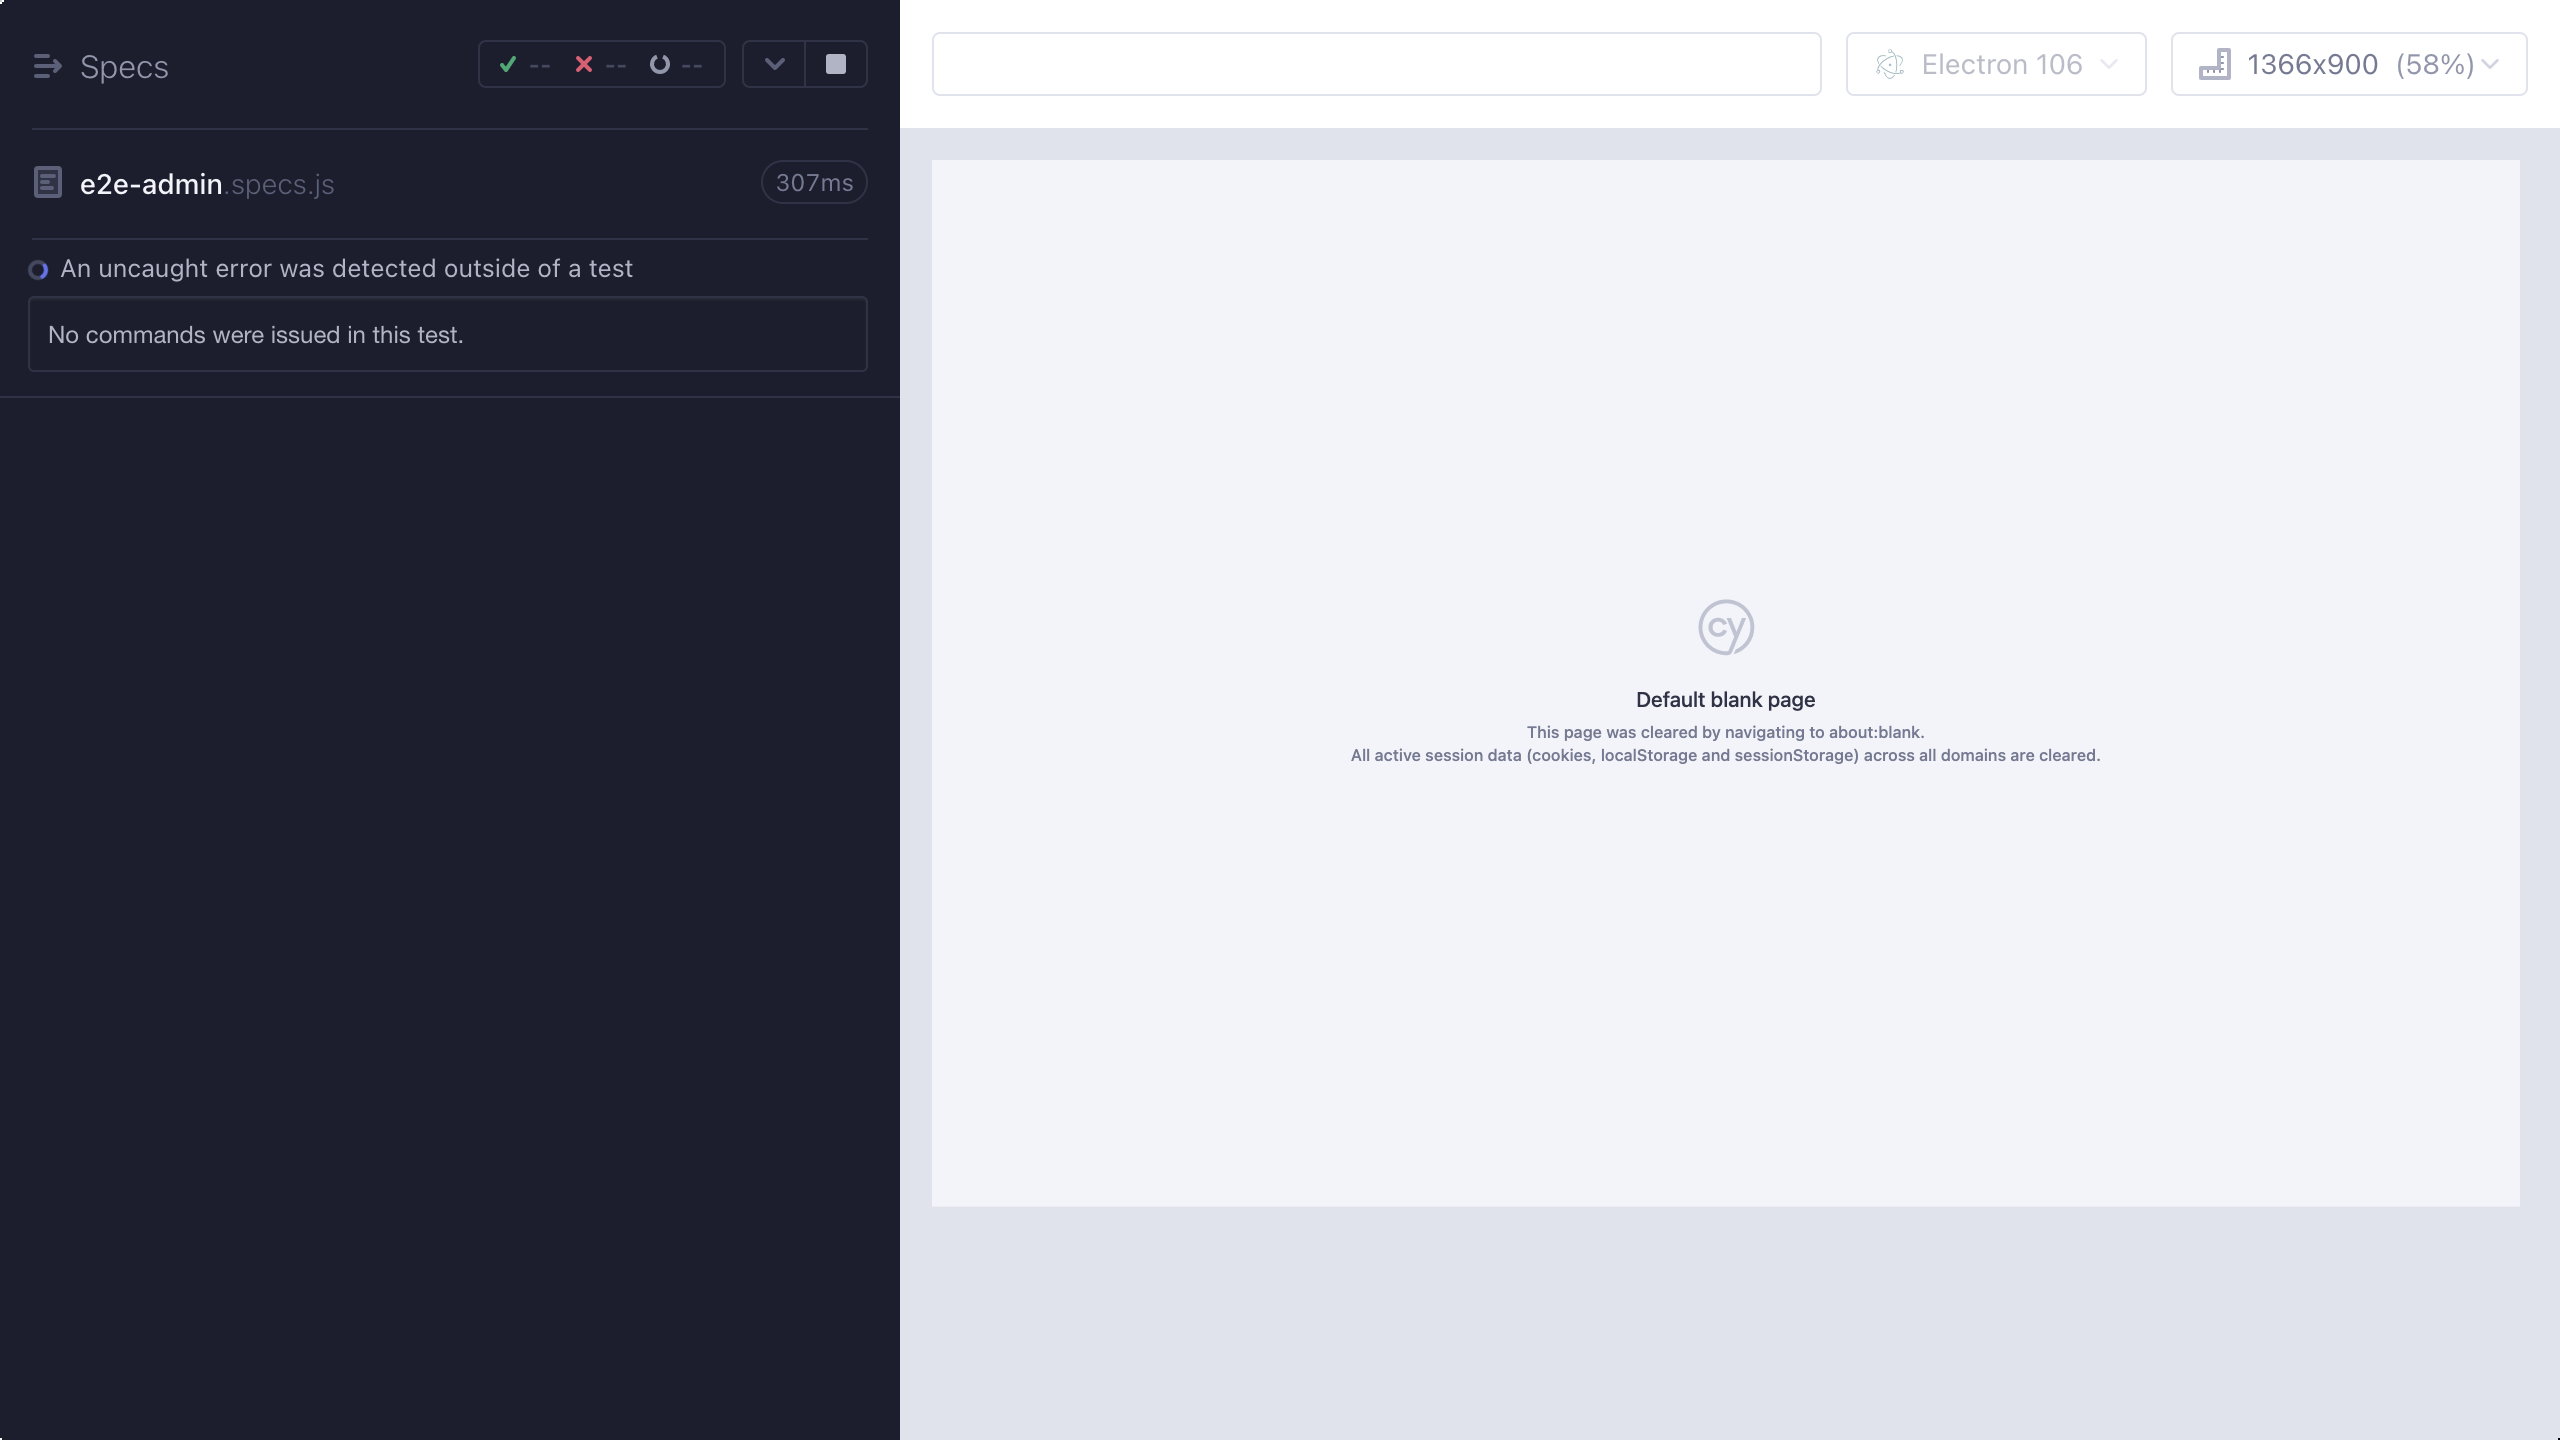 Specs
-- -- --
e2e-admin.specs.js
307ms
An uncaught error was detected outside of a test
No commands were issued in this test.
Electron 106
1366x900 (58%)
cy
Default blank page
This page was cleared by navigating to about:blank.
All active session data (cookies, localStorage and sessionStorage) across all domains are cleared.